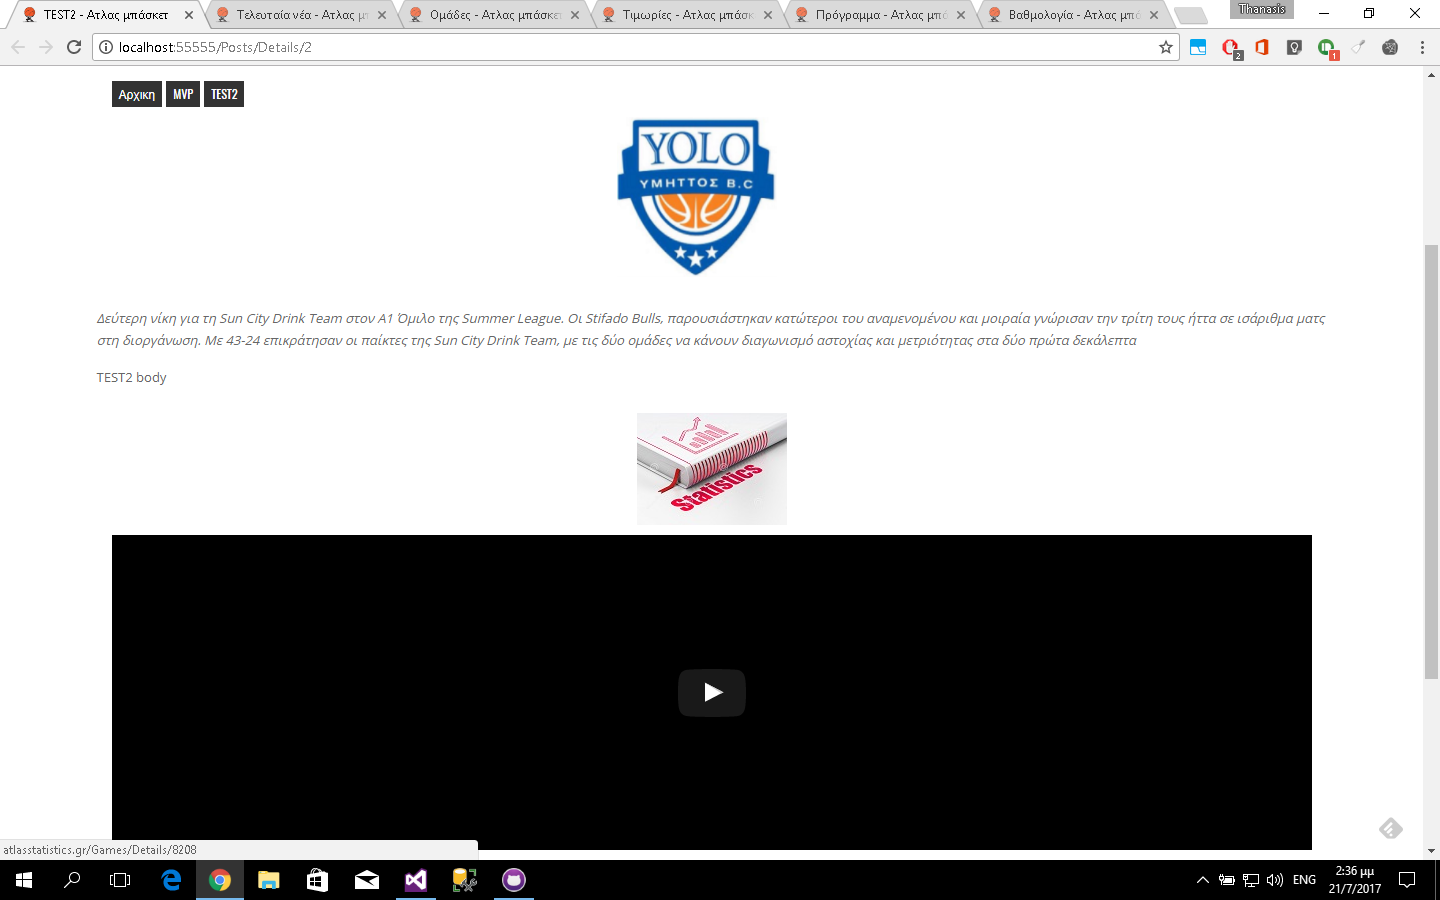 Thanasis
TEST2 - Ατλας μπάσκετ
Τελευταία νέα - Ατλας μπ
Ομάδες - Ατλας μπάσκετ
Τιμωρίες - Ατλας μπάσκ
Πρόγραμμα - Ατλας μπά
Βαθμολογία - Ατλας μπά
localhost:55555/Posts/Details/2
2
1
Αρχικη
MVP
TEST2
YOLO
ΥΜΗΤΤΟΣ B.C
Δεύτερη νίκη για τη Sun City Drink Team στον Α1 Όμιλο της Summer League. Οι Stifado Bulls, παρουσιάστηκαν κατώτεροι του αναμενομένου και μοιραία γνώρισαν την τρίτη τους ήττα σε ισάριθμα ματς
στη διοργάνωση. Με 43-24 επικράτησαν οι παίκτες της Sun City Drink Team, με τις δύο ομάδες να κάνουν διαγωνισμό αστοχίας και μετριότητας στα δύο πρώτα δεκάλεπτα
TEST2 body
Statistics
atlasstatistics.gr/Games/Details/8208
ENG
2:36 μμ
21/7/2017